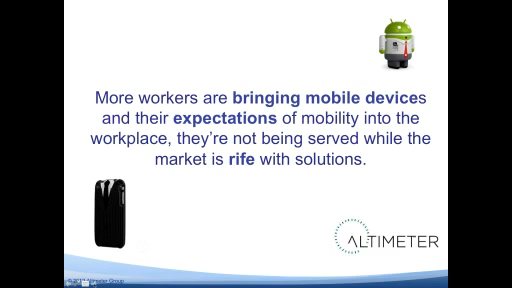 More workers are bringing mobile devices
and their expectations of mobility into the
workplace, they're not being served while the
market is rife with solutions.
ALTIMETER